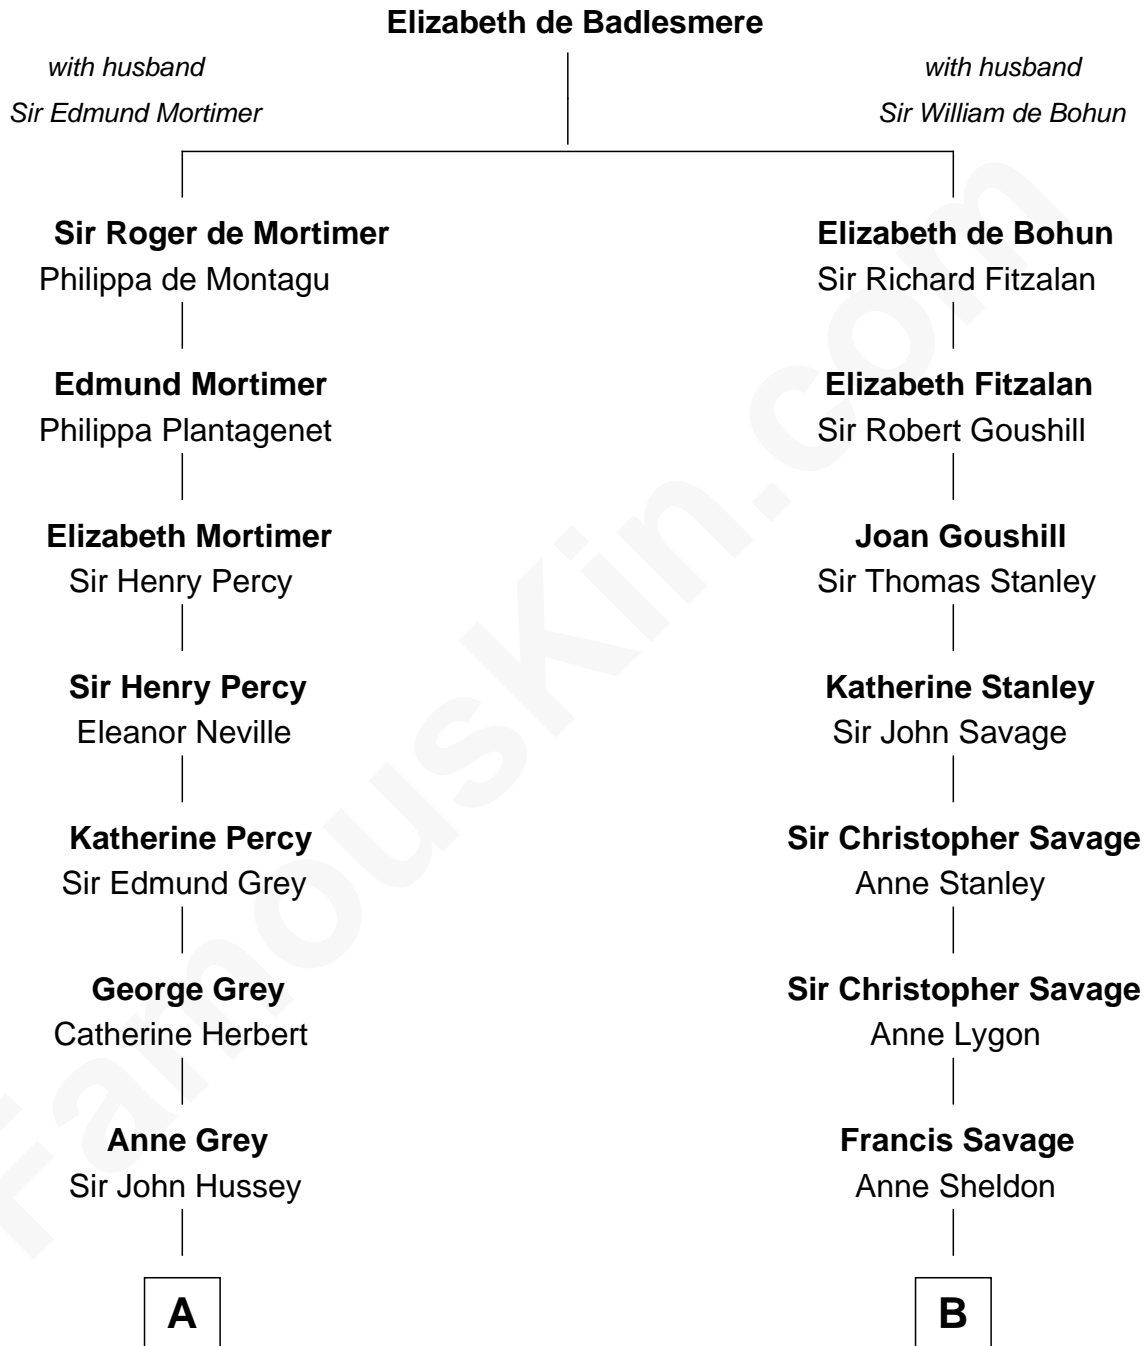 Elizabeth de Badlesmere
with husband
Sir Edmund Mortimer
with husband
Sir William de Bohun
Sir Roger de Mortimer
Philippa de Montagu
Edmund Mortimer
Philippa Plantagenet
Elizabeth Mortimer
Sir Henry Percy
Sir Henry Percy
Eleanor Neville
Katherine Percy
Sir Edmund Grey
George Grey
Catherine Herbert
Anne Grey
Sir John Hussey
A
Elizabeth de Bohun
Sir Richard Fitzalan
Elizabeth Fitzalan
Sir Robert Goushill
Joan Goushill
Sir Thomas Stanley
Katherine Stanley
Sir John Savage
Sir Christopher Savage
Anne Stanley
Sir Christopher Savage
Anne Lygon
Francis Savage
Anne Sheldon
B
FamousKin.com